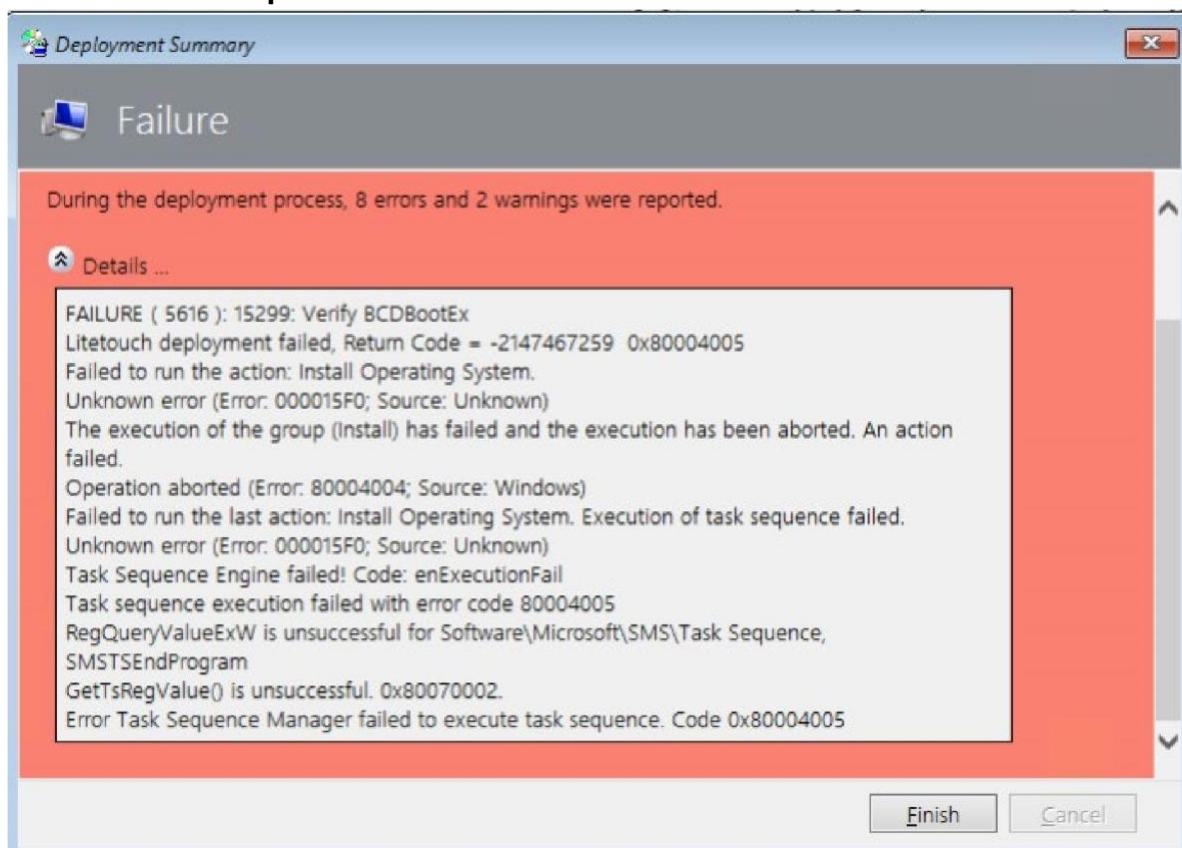 Deployment Summary
Failure
During the deployment process, 8 errors and 2 warnings were reported.
Details ...
FAILURE ( 5616 ): 15299: Verify BCDBootEx
Litetouch deployment failed, Return Code = -2147467259  0x80004005
Failed to run the action: Install Operating System.
Unknown error (Error: 000015F0; Source: Unknown)
The execution of the group (Install) has failed and the execution has been aborted. An action
failed.
Operation aborted (Error: 80004004; Source: Windows)
Failed to run the last action: Install Operating System. Execution of task sequence failed.
Unknown error (Error: 000015F0; Source: Unknown)
Task Sequence Engine failed! Code: enExecutionFail
Task sequence execution failed with error code 80004005
RegQueryValueExW is unsuccessful for Software\Microsoft\SMS\Task Sequence,
SMSTSEndProgram
GetTsRegValue() is unsuccessful. 0x80070002.
Error Task Sequence Manager failed to execute task sequence. Code 0x80004005
Finish
Cancel